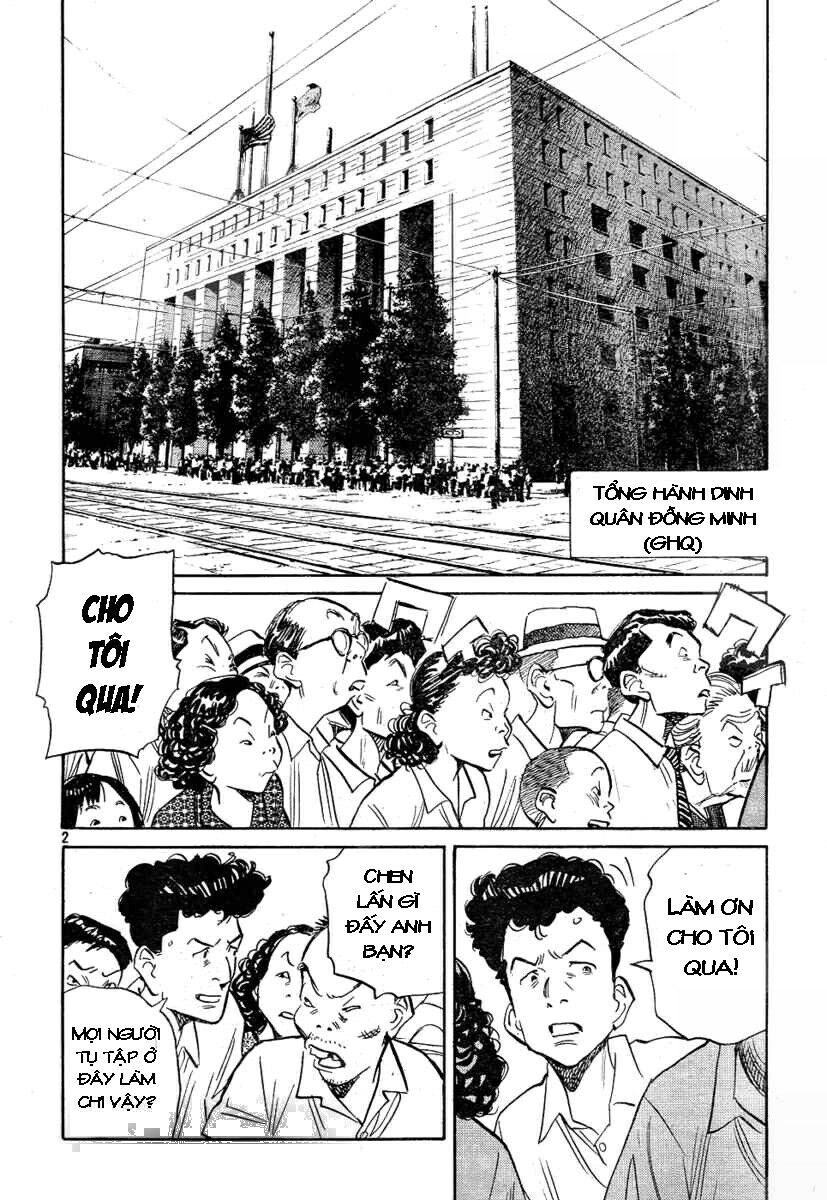 TỔNG HÀNH DINH
QUÂN ĐỒNG MINH
(GHQ)
CHO
TÔI
QUA!
2
LÀM ƠN
CHO TÔI
QUA!
CHEN
LẤN GÌ
ĐẤY ANH
BẠN?
MỌI NGƯỜI
TỤ TẬP Ở
ĐÂY LÀM
CHI VẬY?